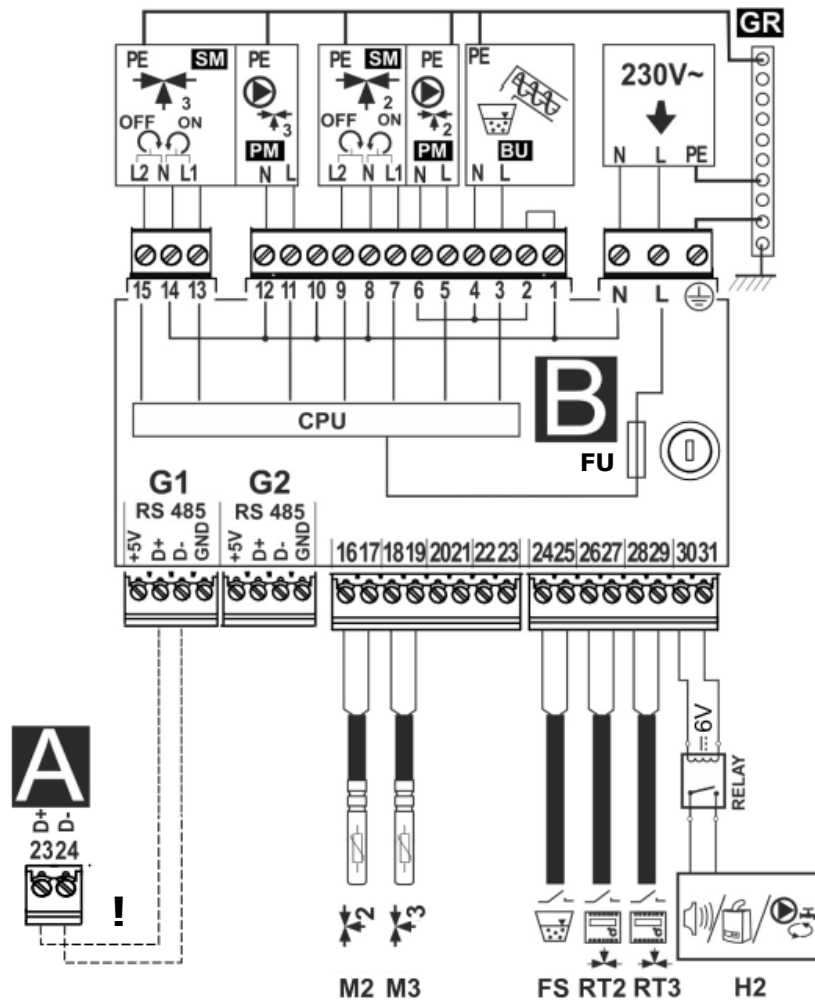 GR
PE SM PE PE SM PE PE
230V~
3 3 2 2
OFF ON OFF ON
PM PM BU
N L PE
L2 N L1 N L L2 N L1 N L N L
15 14 13 12 11 10 9 8 7 6 5 4 3 2 1 N L
B
CPU
FU
G1 G2
RS 485 RS 485
+5V D+ D- GND +5V D+ D- GND
16 17 18 19 20 21 22 23 24 25 26 27 28 29 30 31
A
6V
RELAY
D+ D-
23 24
!
2 3
M2 M3 FS RT2 RT3 H2